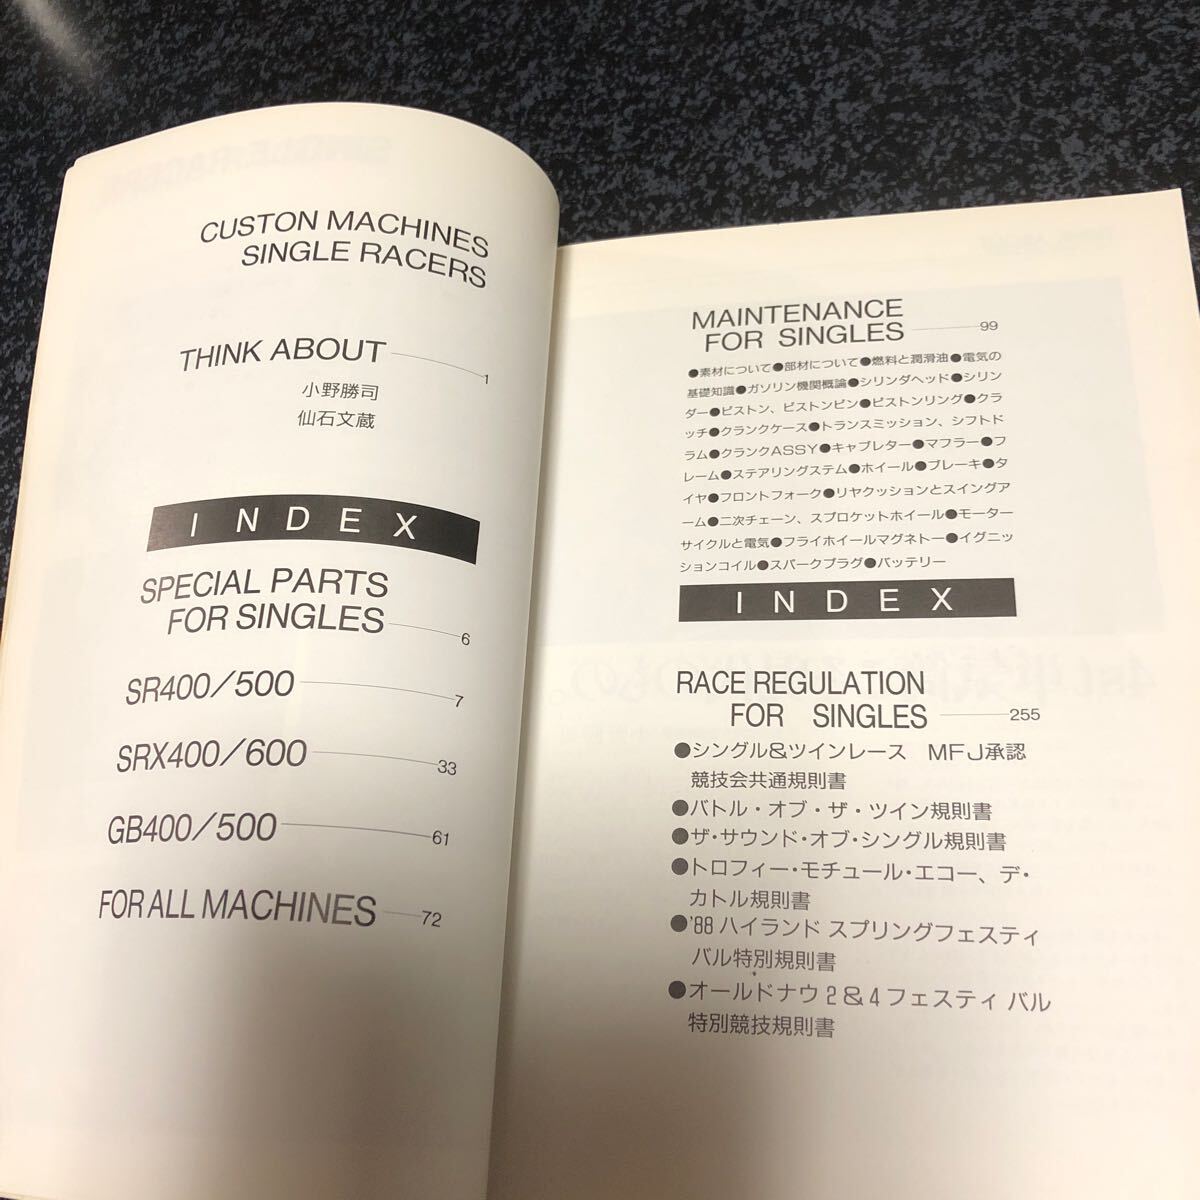 CUSTON MACHINES
SINGLE RACERS
THINK ABOUT 1
小野勝司
仙石文蔵
INDEX
SPECIAL PARTS
FOR SINGLES 6
SR400/500 7
SRX400/600 33
GB400/500 61
FOR ALL MACHINES 72
MAINTENANCE
FOR SINGLES 99
●素材について●部材について●燃料と潤滑油●電気の
基礎知識●ガソリン機関概論●シリンダヘッド●シリン
ダー●ピストン、ピストンピン●ピストンリング●クラ
ッチ●クランクケース●トランスミッション、シフトド
ラム●クランクASSY●キャブレター●マフラー●フ
レーム●ステアリングステム●ホイール●ブレーキ●タ
イヤ●フロントフォーク●リヤクッションとスイングア
ーム●二次チェーン、スプロケットホイール●モーター
サイクルと電気●フライホイールマグネトー●イグニッ
ションコイル●スパークプラグ●バッテリー
INDEX
RACE REGULATION
FOR SINGLES 255
●シングル&ツインレース MFJ承認
競技会共通規則書
●バトル・オブ・ザ・ツイン規則書
●ザ・サウンド・オブ・シングル規則書
●トロフィー・モチュール・エコー、デ・
カトル規則書
●'88 ハイランド スプリングフェスティ
バル特別規則書
●オールドナウ 2&4フェスティバル
特別競技規則書